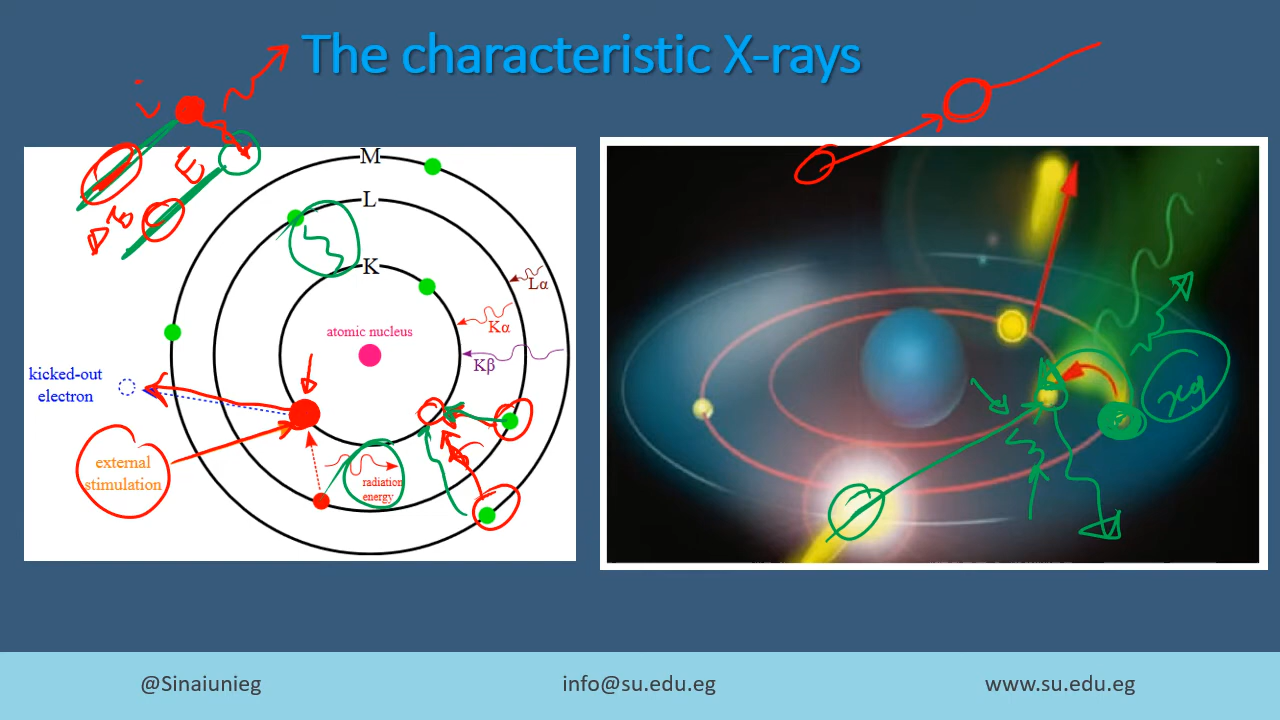 The characteristic X-rays
M
L
K
atomic nucleus
Lα
Kα
Kβ
kicked-out
electron
external
stimulation
radiation
energy
E
@Sinaiunieg
info@su.edu.eg
www.su.edu.eg